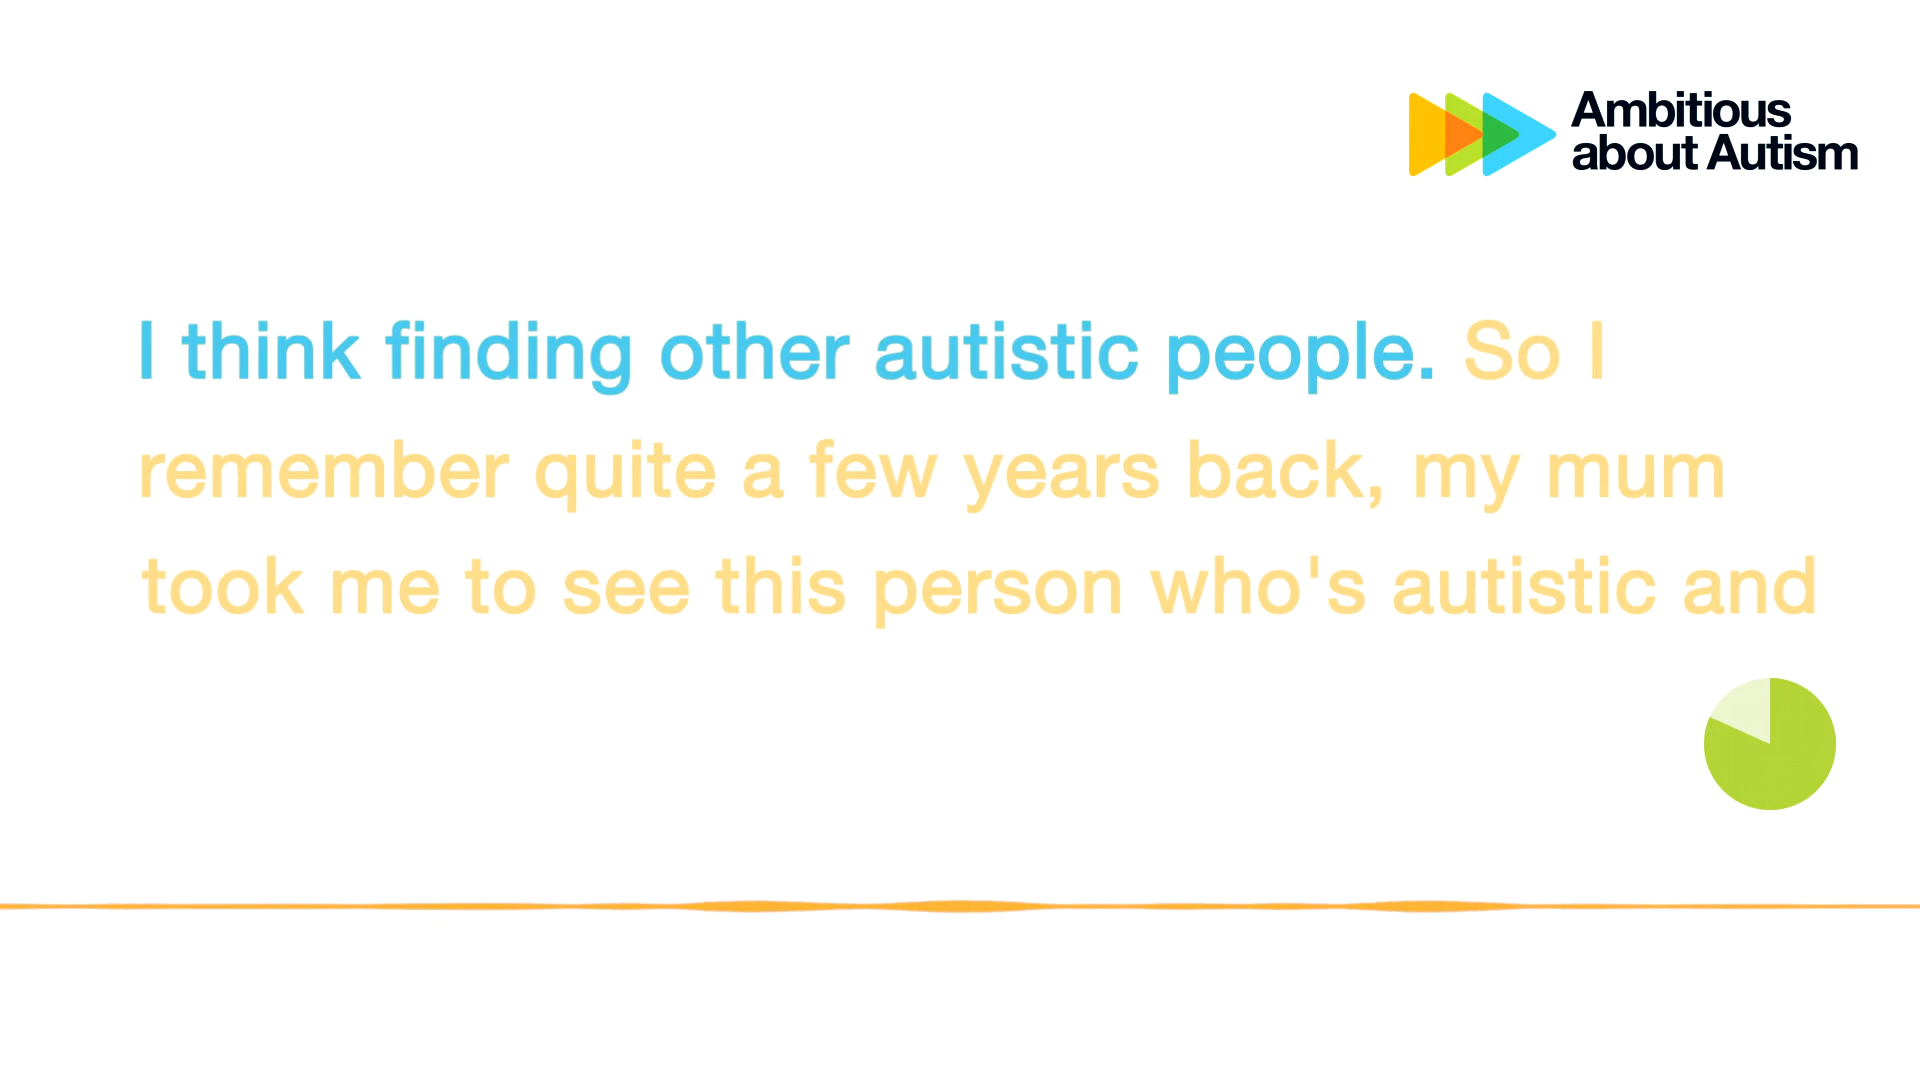 Ambitious
about Autism
I think finding other autistic people. So I
remember quite a few years back, my mum
took me to see this person who's autistic and